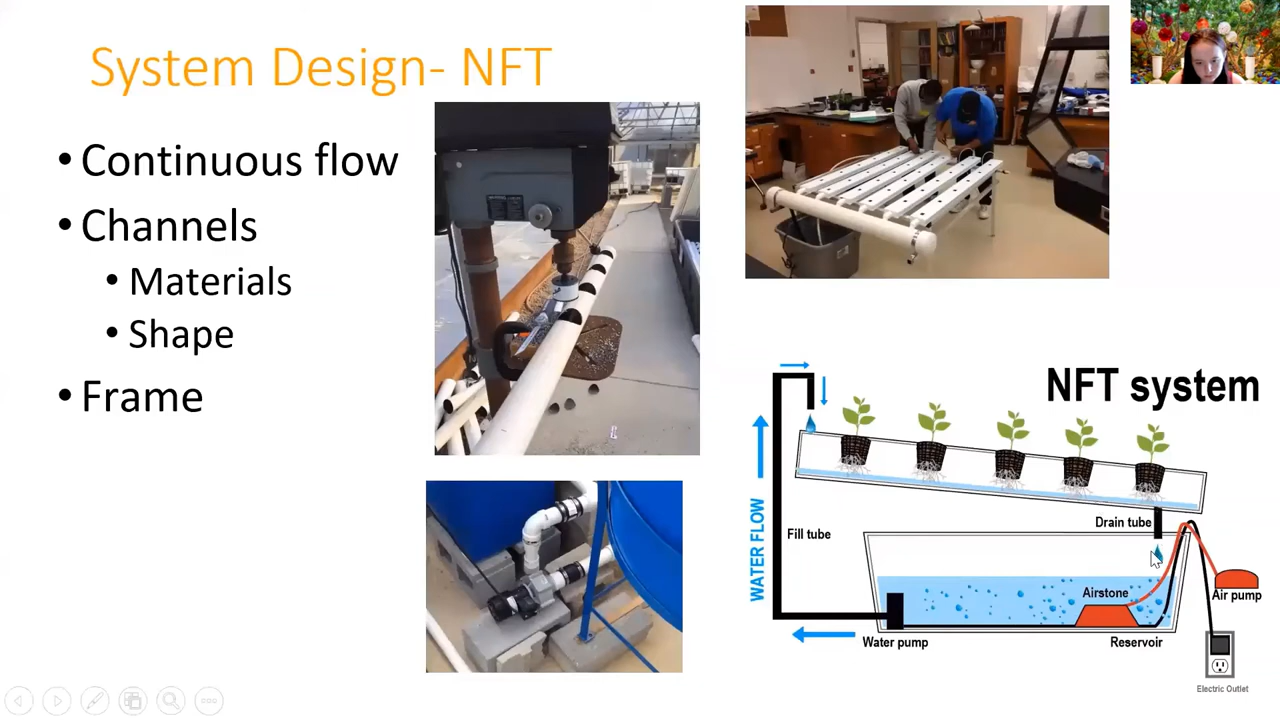 System Design- NFT
• Continuous flow
• Channels
• Materials
• Shape
• Frame
NFT system
WATER FLOW
Fill tube
Drain tube
Airstone
Air pump
Water pump
Reservoir
Electric Outlet